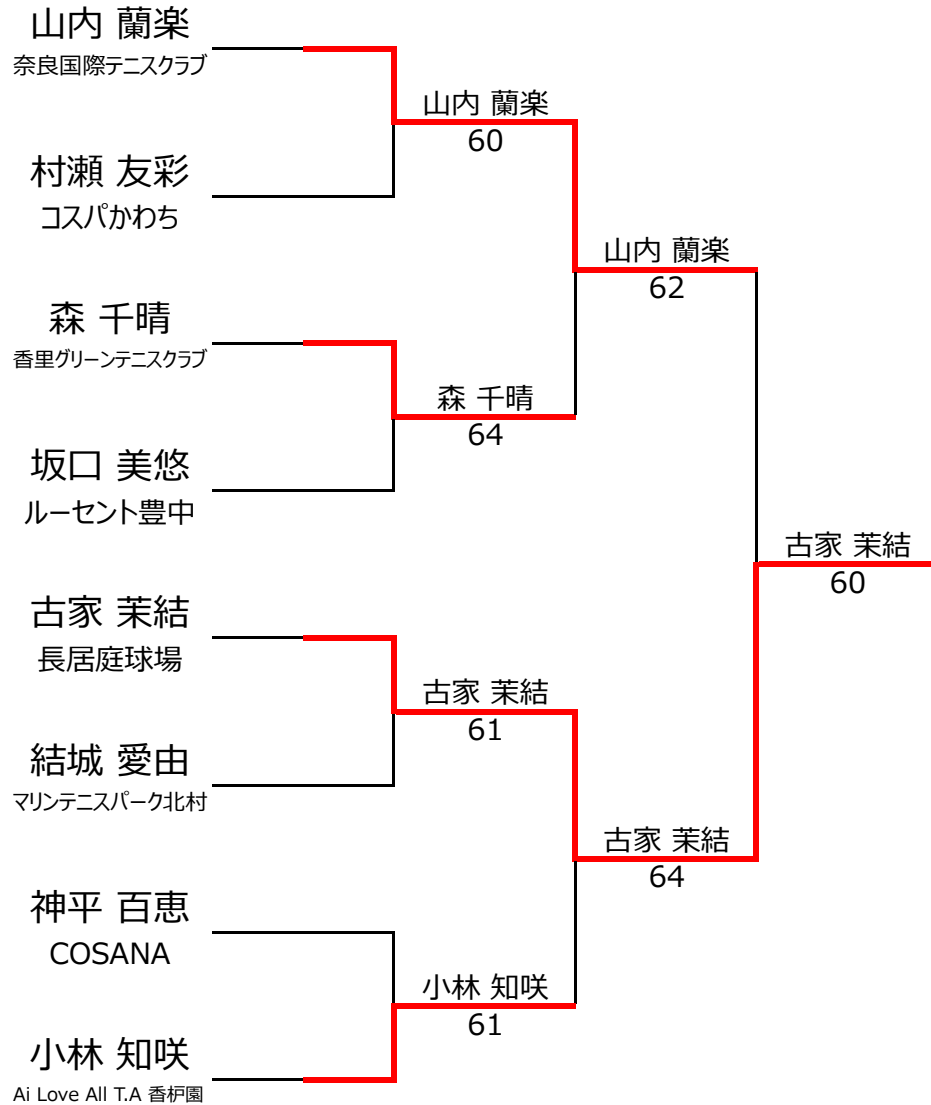 山内 蘭楽
奈良国際テニスクラブ
山内 蘭楽
60
村瀬 友彩
コスパかわち
山内 蘭楽
62
森 千晴
香里グリーンテニスクラブ
森 千晴
64
坂口 美悠
ルーセント豊中
古家 茉結
60
古家 茉結
長居庭球場
古家 茉結
61
結城 愛由
マリンテニスパーク北村
古家 茉結
64
神平 百恵
COSANA
小林 知咲
61
小林 知咲
Ai Love All T.A 香枦園